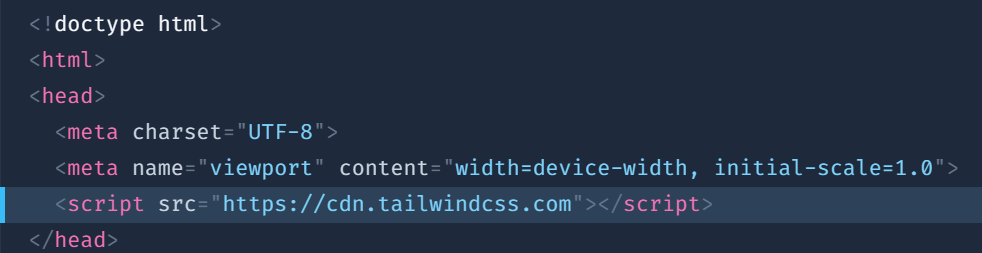 <!doctype html>
<html>
<head>
  <meta charset="UTF-8">
  <meta name="viewport" content="width=device-width, initial-scale=1.0">
  <script src="https://cdn.tailwindcss.com"></script>
</head>